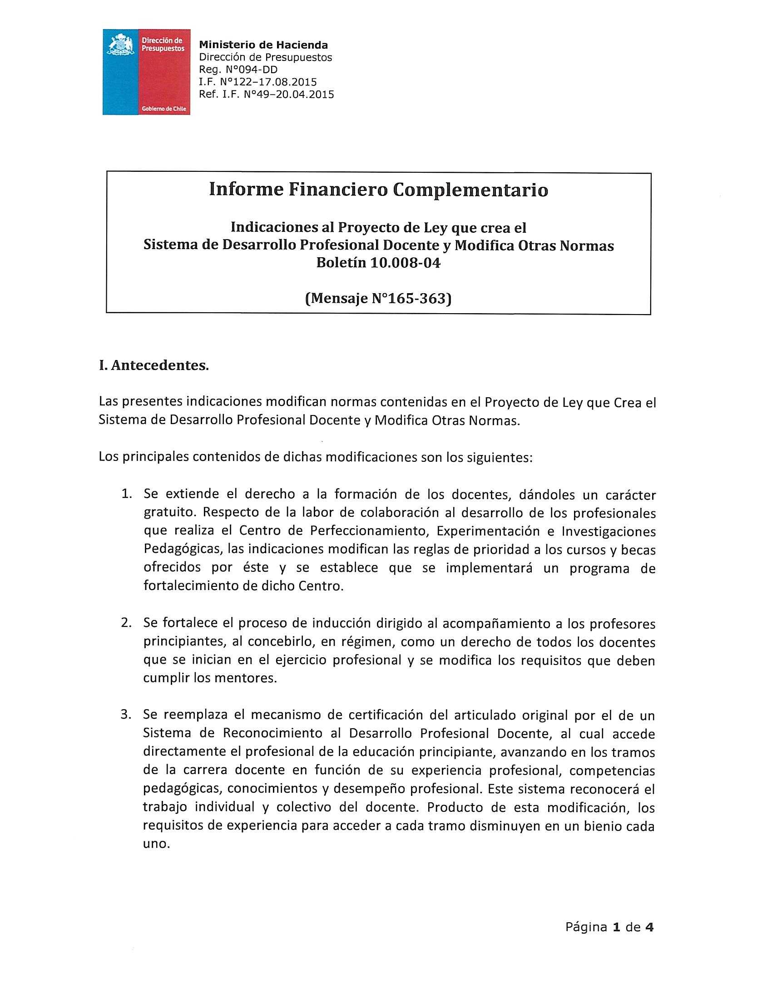 Dirección de
Presupuestos
Gobierno de Chile
Ministerio de Hacienda
Dirección de Presupuestos
Reg. N°094-DD
I.F. N°122–17.08.2015
Ref. I.F. N°49–20.04.2015
Informe Financiero Complementario
Indicaciones al Proyecto de Ley que crea el
Sistema de Desarrollo Profesional Docente y Modifica Otras Normas
Boletín 10.008-04
(Mensaje N°165-363)
I. Antecedentes.
Las presentes indicaciones modifican normas contenidas en el Proyecto de Ley que Crea el
Sistema de Desarrollo Profesional Docente y Modifica Otras Normas.
Los principales contenidos de dichas modificaciones son los siguientes:
1. Se extiende el derecho a la formación de los docentes, dándoles un carácter
gratuito. Respecto de la labor de colaboración al desarrollo de los profesionales
que realiza el Centro de Perfeccionamiento, Experimentación e Investigaciones
Pedagógicas, las indicaciones modifican las reglas de prioridad a los cursos y becas
ofrecidos por éste y se establece que se implementará un programa de
fortalecimiento de dicho Centro.
2. Se fortalece el proceso de inducción dirigido al acompañamiento a los profesores
principiantes, al concebirlo, en régimen, como un derecho de todos los docentes
que se inician en el ejercicio profesional y se modifica los requisitos que deben
cumplir los mentores.
3. Se reemplaza el mecanismo de certificación del articulado original por el de un
Sistema de Reconocimiento al Desarrollo Profesional Docente, al cual accede
directamente el profesional de la educación principiante, avanzando en los tramos
de la carrera docente en función de su experiencia profesional, competencias
pedagógicas, conocimientos y desempeño profesional. Este sistema reconocerá el
trabajo individual y colectivo del docente. Producto de esta modificación, los
requisitos de experiencia para acceder a cada tramo disminuyen en un bienio cada
uno.
Página 1 de 4